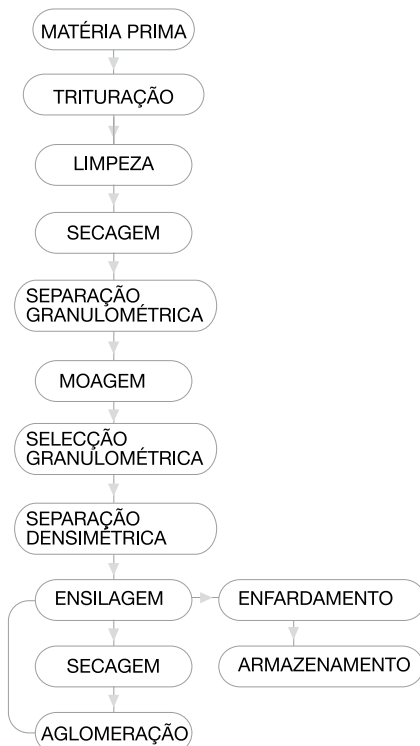 MATÉRIA PRIMA
TRITURAÇÃO
LIMPEZA
SECAGEM
SEPARAÇÃO
GRANULOMÉTRICA
MOAGEM
SELECÇÃO
GRANULOMÉTRICA
SEPARAÇÃO
DENSIMÉTRICA
ENSILAGEM
ENFARDAMENTO
SECAGEM
ARMAZENAMENTO
AGLOMERAÇÃO